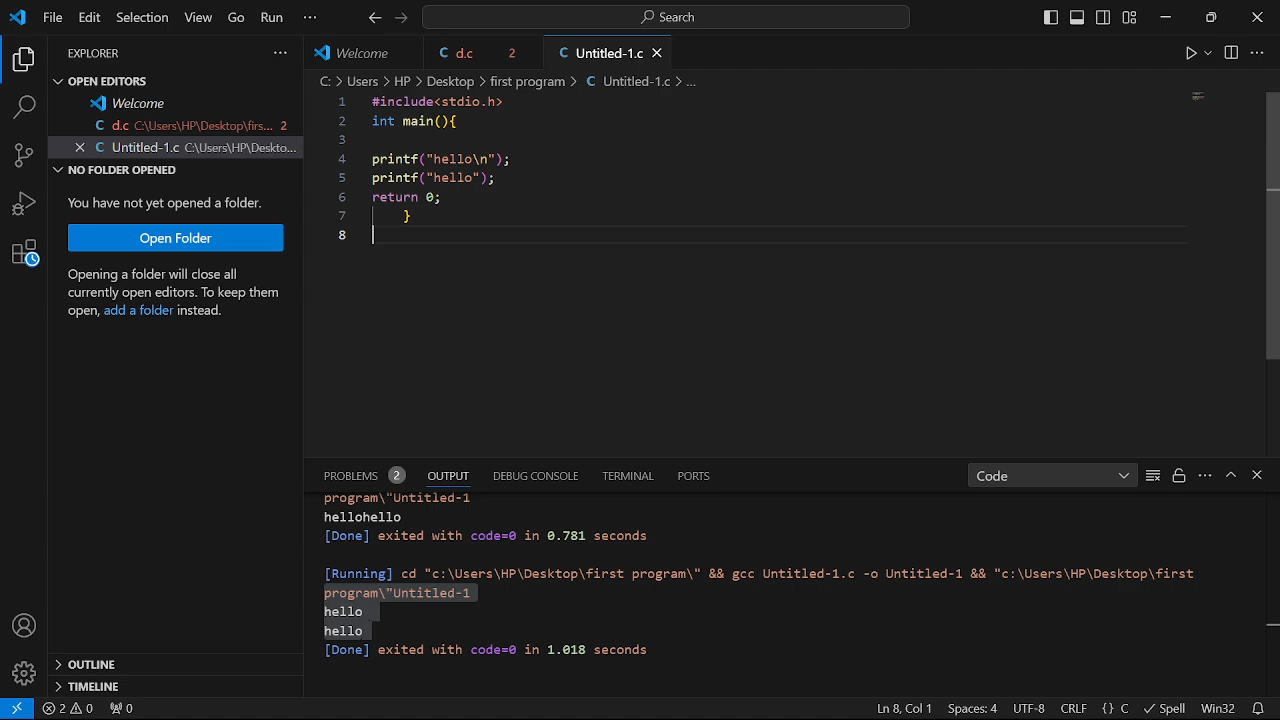 File Edit Selection View Go Run ··· Search
EXPLORER ···
OPEN EDITORS
Welcome
d.c C:\Users\HP\Desktop\firs... 2
Untitled-1.c C:\Users\HP\Deskto...
NO FOLDER OPENED
You have not yet opened a folder.
Open Folder
Opening a folder will close all
currently open editors. To keep them
open, add a folder instead.
OUTLINE
TIMELINE
Welcome d.c 2 Untitled-1.c
C: > Users > HP > Desktop > first program > C Untitled-1.c > ...
1 #include<stdio.h>
2 int main(){
3
4 printf("hello\n");
5 printf("hello");
6 return 0;
7 }
8
PROBLEMS 2 OUTPUT DEBUG CONSOLE TERMINAL PORTS Code
program\"Untitled-1
hellohello
[Done] exited with code=0 in 0.781 seconds
[Running] cd "c:\Users\HP\Desktop\first program\" && gcc Untitled-1.c -o Untitled-1 && "c:\Users\HP\Desktop\first
program\"Untitled-1
hello
hello
[Done] exited with code=0 in 1.018 seconds
2 0 0 Ln 8, Col 1 Spaces: 4 UTF-8 CRLF {} C Spell Win32